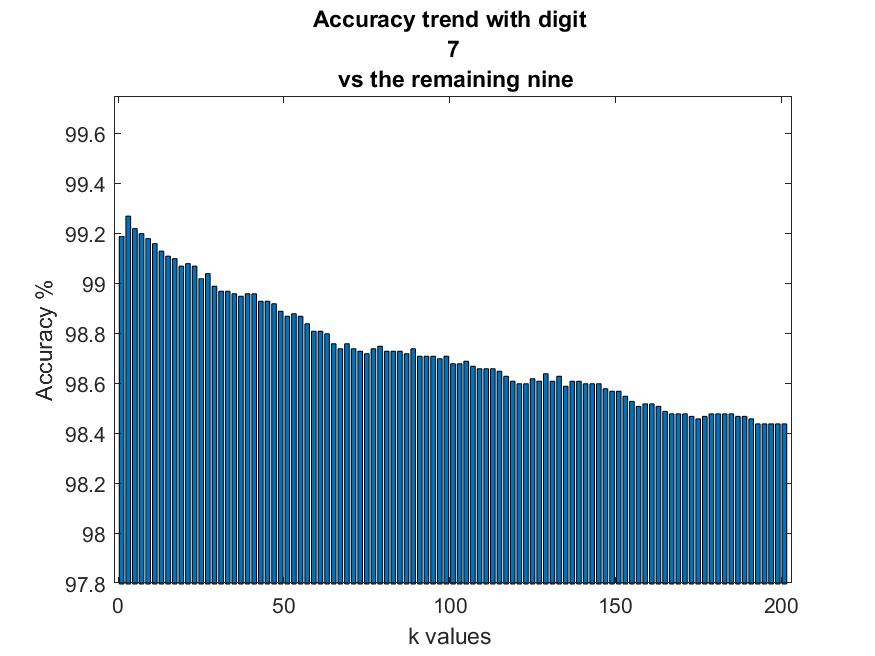 Accuracy trend with digit
7
vs the remaining nine
99.6
99.4
99.2
99
98.8
98.6
98.4
98.2
98
97.8
Accuracy %
0 50 100 150 200
k values